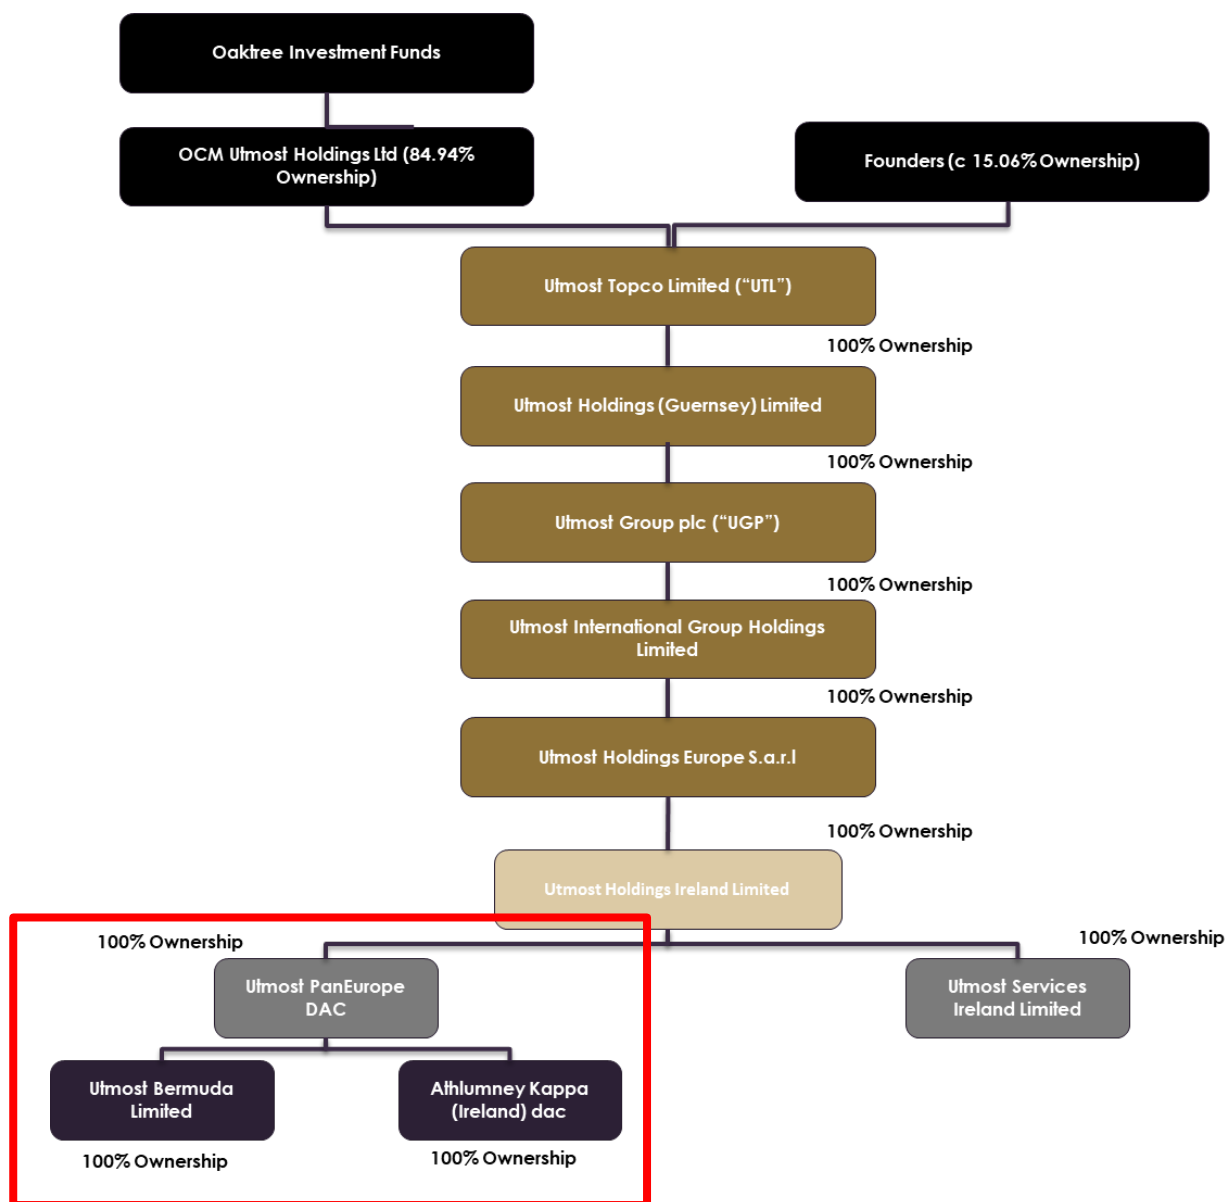 Oaktree Investment Funds
OCM Utmost Holdings Ltd (84.94%
Ownership)
Founders (c 15.06% Ownership)
Utmost Topco Limited (“UTL”)
100% Ownership
Utmost Holdings (Guernsey) Limited
100% Ownership
Utmost Group plc (“UGP”)
100% Ownership
Utmost International Group Holdings
Limited
100% Ownership
Utmost Holdings Europe S.a.r.l
100% Ownership
Utmost Holdings Ireland Limited
100% Ownership
100% Ownership
Utmost PanEurope
DAC
Utmost Services
Ireland Limited
Utmost Bermuda
Limited
Athlumney Kappa
(Ireland) dac
100% Ownership
100% Ownership